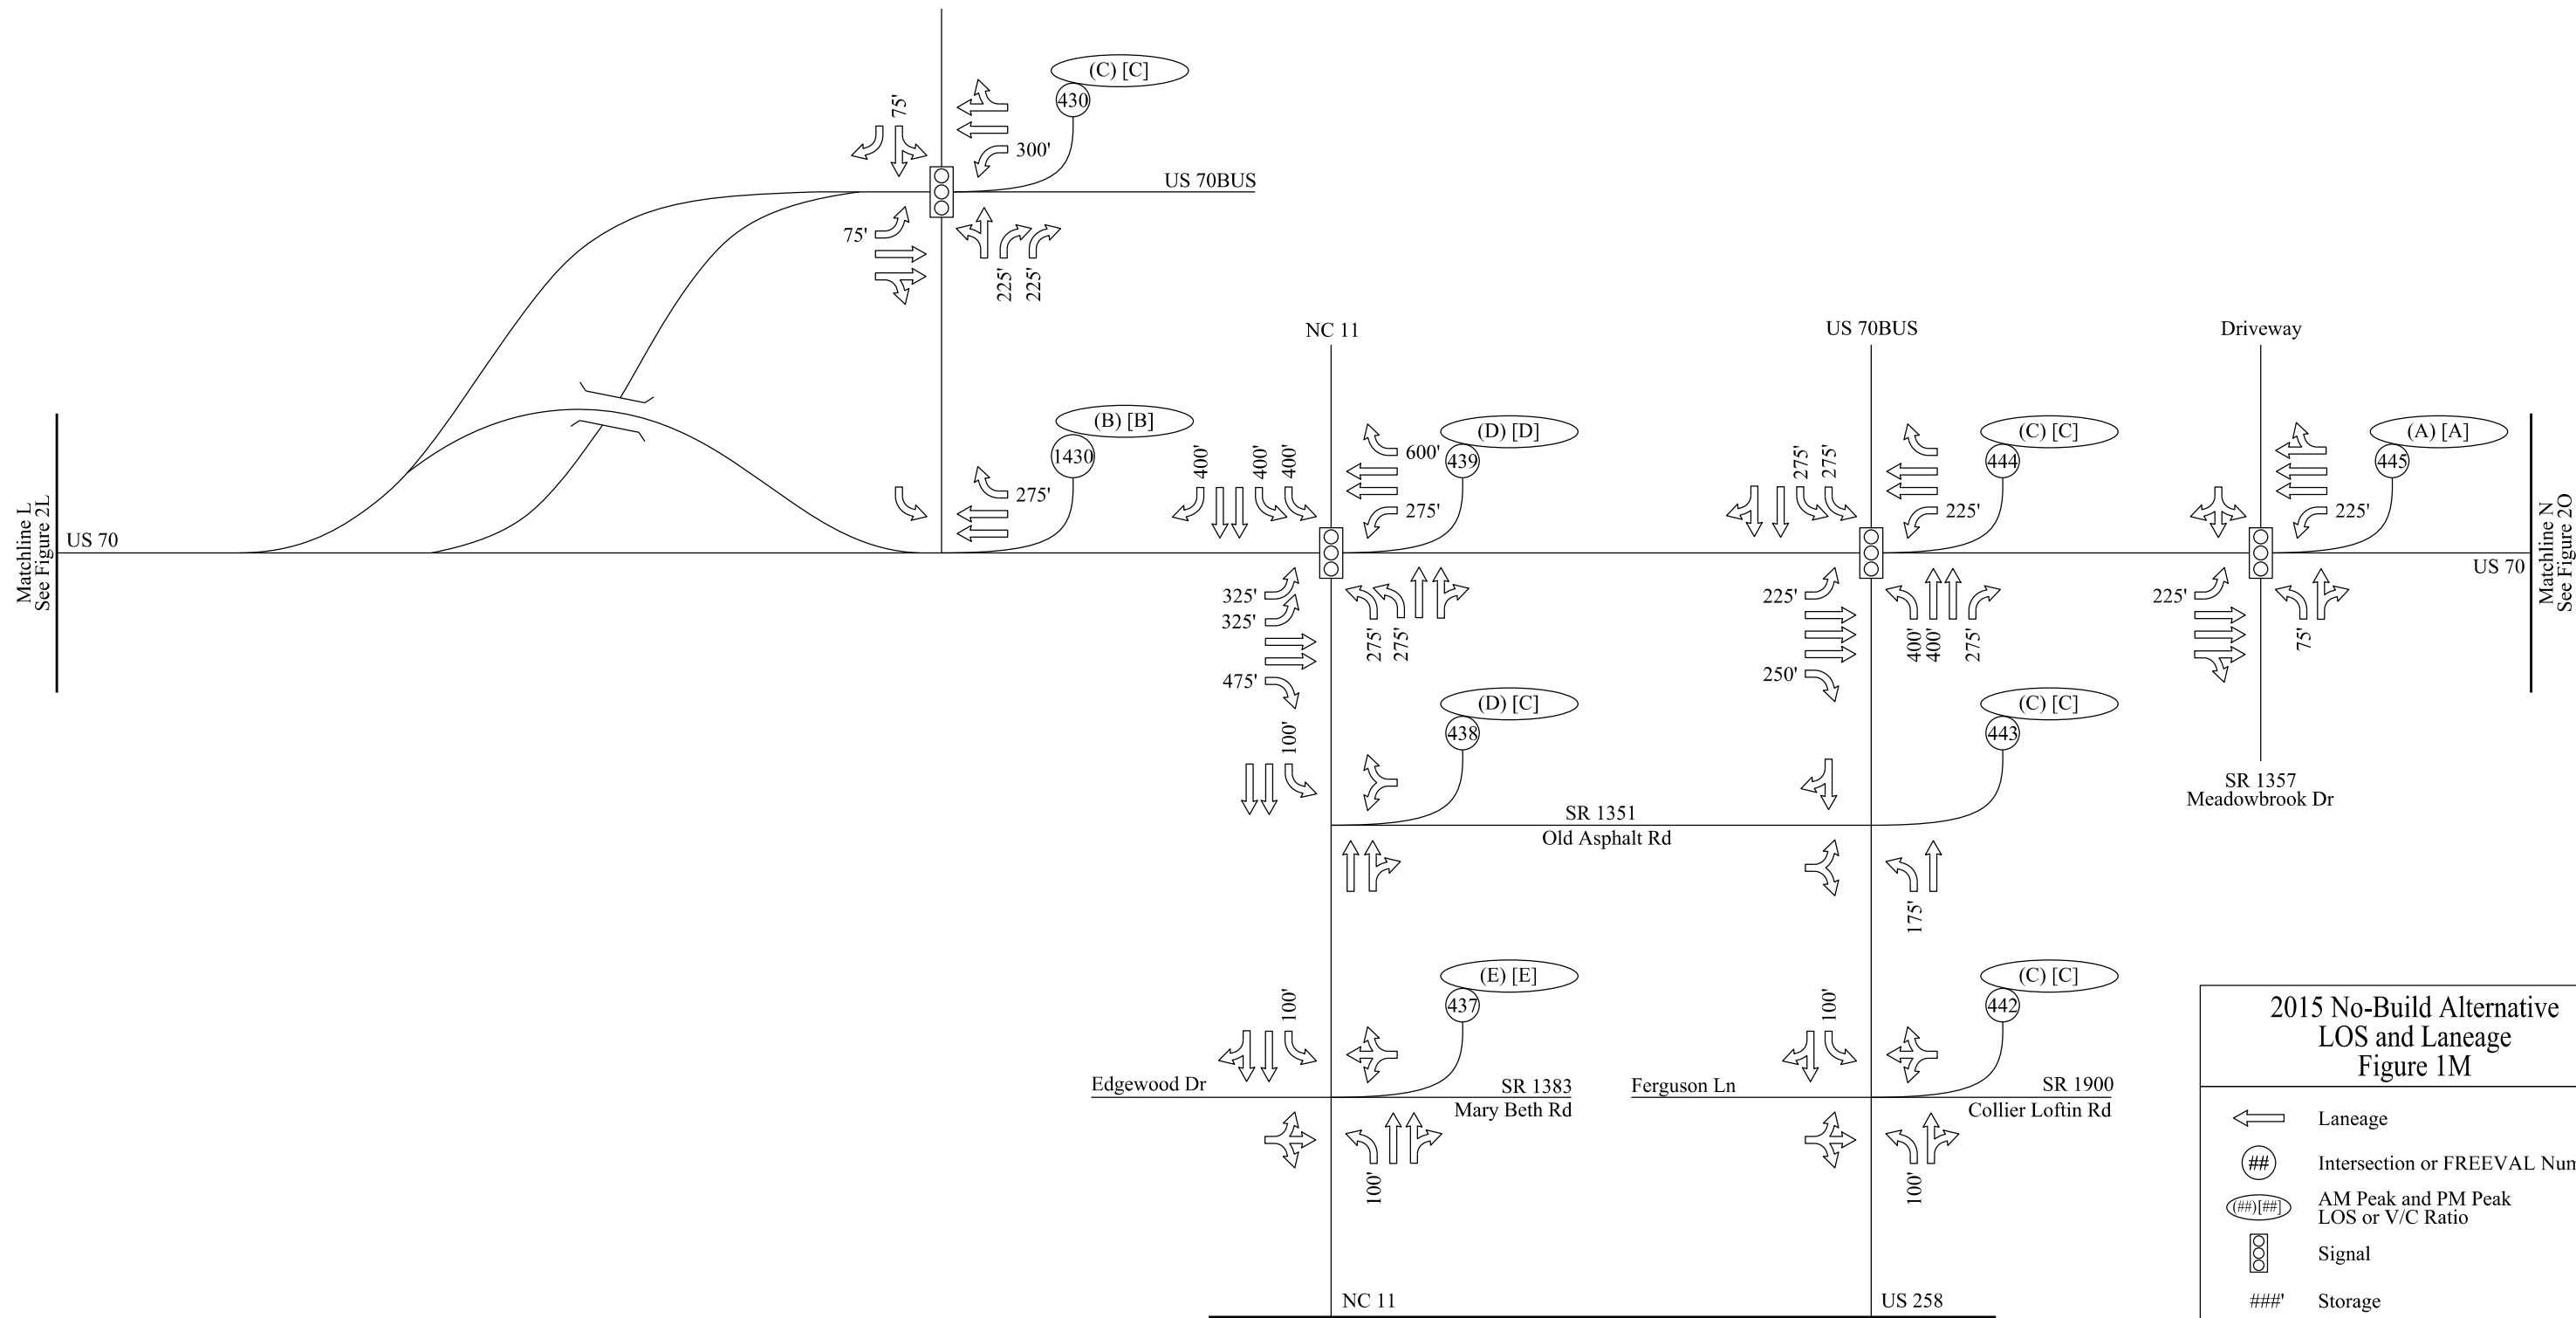 (C) [C]
430
75'
300'
US 70BUS
75'
225'
225'
NC 11
US 70BUS
Driveway
Matchline L
See Figure 2L
US 70
(B) [B]
1430
275'
400'
400'
400'
600'
275'
(D) [D]
439
325'
325'
475'
275'
275'
275'
275'
225'
(C) [C]
444
225'
250'
400'
400'
275'
(A) [A]
445
225'
225'
75'
US 70
Matchline N
See Figure 2O
SR 1357
Meadowbrook Dr
100'
(D) [C]
438
SR 1351
Old Asphalt Rd
(C) [C]
443
175'
100'
(E) [E]
437
Edgewood Dr
SR 1383
Mary Beth Rd
100'
100'
(C) [C]
442
Ferguson Ln
SR 1900
Collier Loftin Rd
100'
NC 11
US 258
2015 No-Build Alternative
LOS and Laneage
Figure 1M
Laneage
##
Intersection or FREEVAL Num
(##)[##]
AM Peak and PM Peak
LOS or V/C Ratio
Signal
###'
Storage